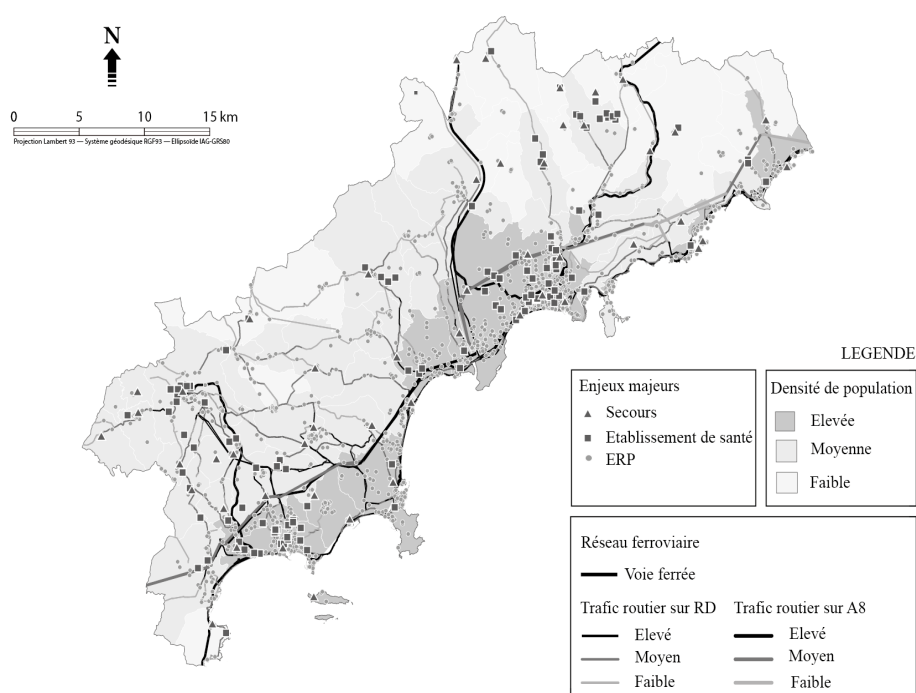 N
0 5 10 15 km
Projection Lambert 93 — Système géodésique RGF93 — Ellipsoïde IAG-GRS80
LEGENDE
Enjeux majeurs
Secours
Etablissement de santé
ERP
Densité de population
Elevée
Moyenne
Faible
Réseau ferroviaire
Voie ferrée
Trafic routier sur RD
Elevé
Moyen
Faible
Trafic routier sur A8
Elevé
Moyen
Faible